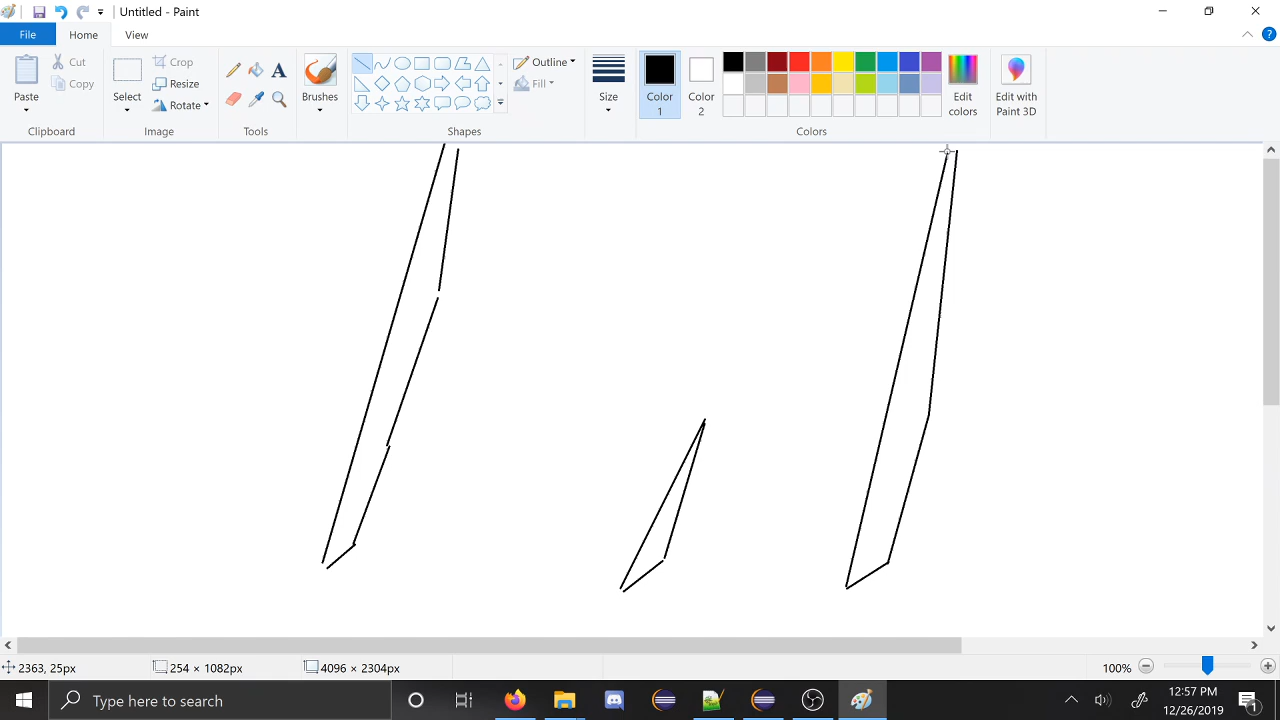 Untitled - Paint
File
Home
View
Paste
Cut
Copy
Clipboard
Select
Crop
Resize
Rotate
Image
A
Tools
Brushes
Outline
Fill
Shapes
Size
Color
1
Color
2
Edit
colors
Colors
Edit with
Paint 3D
?
2363, 25px
254 × 1082px
4096 × 2304px
100%
Type here to search
12:57 PM
12/26/2019
1